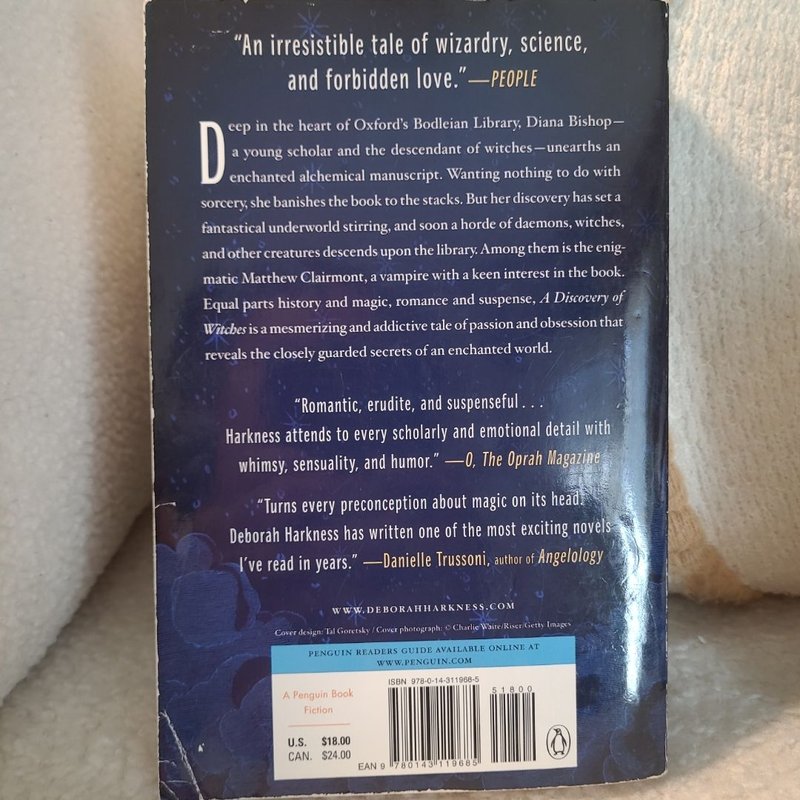 “An irresistible tale of wizardry, science,
and forbidden love.” —PEOPLE
Deep in the heart of Oxford’s Bodleian Library, Diana Bishop—
a young scholar and the descendant of witches—unearths an
enchanted alchemical manuscript. Wanting nothing to do with
sorcery, she banishes the book to the stacks. But her discovery has set a
fantastical underworld stirring, and soon a horde of daemons, witches,
and other creatures descends upon the library. Among them is the enig-
matic Matthew Clairmont, a vampire with a keen interest in the book.
Equal parts history and magic, romance and suspense, A Discovery of
Witches is a mesmerizing and addictive tale of passion and obsession that
reveals the closely guarded secrets of an enchanted world.
“Romantic, erudite, and suspenseful . . .
Harkness attends to every scholarly and emotional detail with
whimsy, sensuality, and humor.” —O, The Oprah Magazine
“Turns every preconception about magic on its head.
Deborah Harkness has written one of the most exciting novels
I’ve read in years.” —Danielle Trussoni, author of Angelology
WWW.DEBORAHHARKNESS.COM
Cover design: Tal Goretsky / Cover photograph: © Charlie Waite/Riser/Getty Images
PENGUIN READERS GUIDE AVAILABLE ONLINE AT
WWW.PENGUIN.COM
A Penguin Book
Fiction
U.S. $18.00
CAN. $24.00
ISBN 978-0-14-311968-5
51800
EAN 9 780143 119685